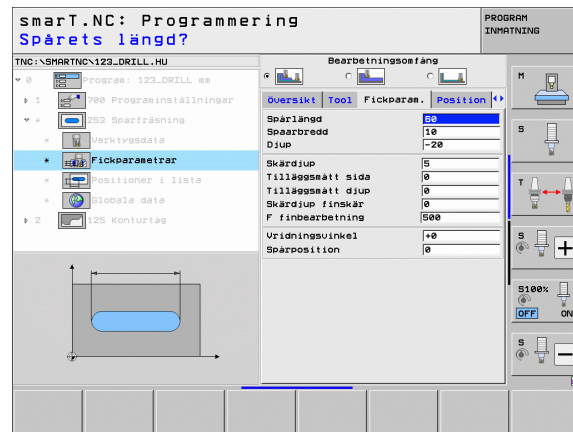 smarT.NC: Programmering
Spårets längd?
PROGRAM
INMATNING
TNC:\SMARTNC\123_DRILL.HU
0 Program: 123_DRILL mm
1 700 Programinställningar
* 253 Spårfräsning
* Verktygsdata
* Fickparametrar
* Positioner i lista
* Globala data
2 125 Konturtåg
Bearbetningsomfång
Översikt Tool Fickparam. Position
Spårlängd 60
Spaarbredd 10
Djup -20
Skärdjup 5
Tilläggsmått sida 0
Tilläggsmått djup 0
Skärdjup finskär 0
F finbearbetning 500
Vridningsvinkel +0
Spårposition 0
M
S
T
S
S100%
OFF ON
S